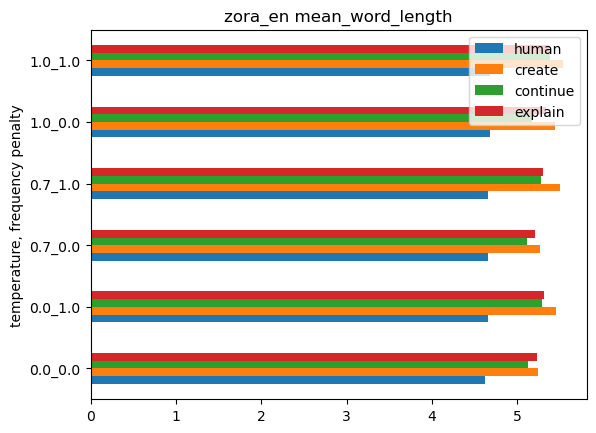 zora_en mean_word_length
human
create
continue
explain
temperature, frequency penalty
1.0_1.0
1.0_0.0
0.7_1.0
0.7_0.0
0.0_1.0
0.0_0.0
0 1 2 3 4 5